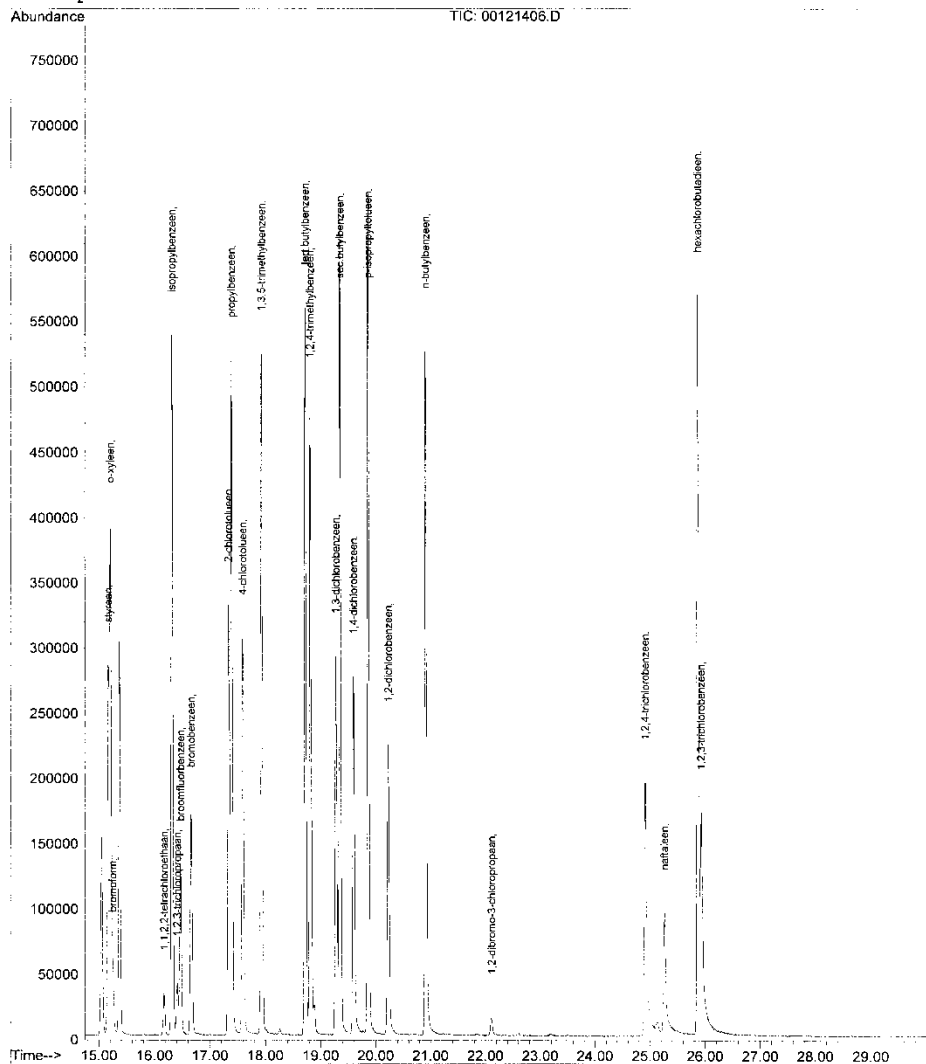 Abundance
TIC: 00121406.D
750000
700000
650000
600000
550000
500000
450000
400000
350000
300000
250000
200000
150000
100000
50000
0
o-xyleen,
styreen,
bromoform,
1,1,2,2-tetrachloroethaan,
isopropylbenzeen,
1,2,3-trichloropropaan,
broomfluorbenzeen,
bromobenzeen,
2-chlorotolueen,
propylbenzeen,
4-chlorotolueen,
1,3,5-trimethylbenzeen,
tert.butylbenzeen,
1,2,4-trimethylbenzeen,
1,3-dichlorobenzeen,
sec.butylbenzeen,
1,4-dichlorobenzeen,
p-isopropyltolueen,
1,2-dichlorobenzeen,
n-butylbenzeen,
1,2-dibromo-3-chloropropaan,
1,2,4-trichlorobenzeen,
naftaleen,
hexachlorobutadieen,
1,2,3-trichlorobenzeen,
Time--> 15.00 16.00 17.00 18.00 19.00 20.00 21.00 22.00 23.00 24.00 25.00 26.00 27.00 28.00 29.00